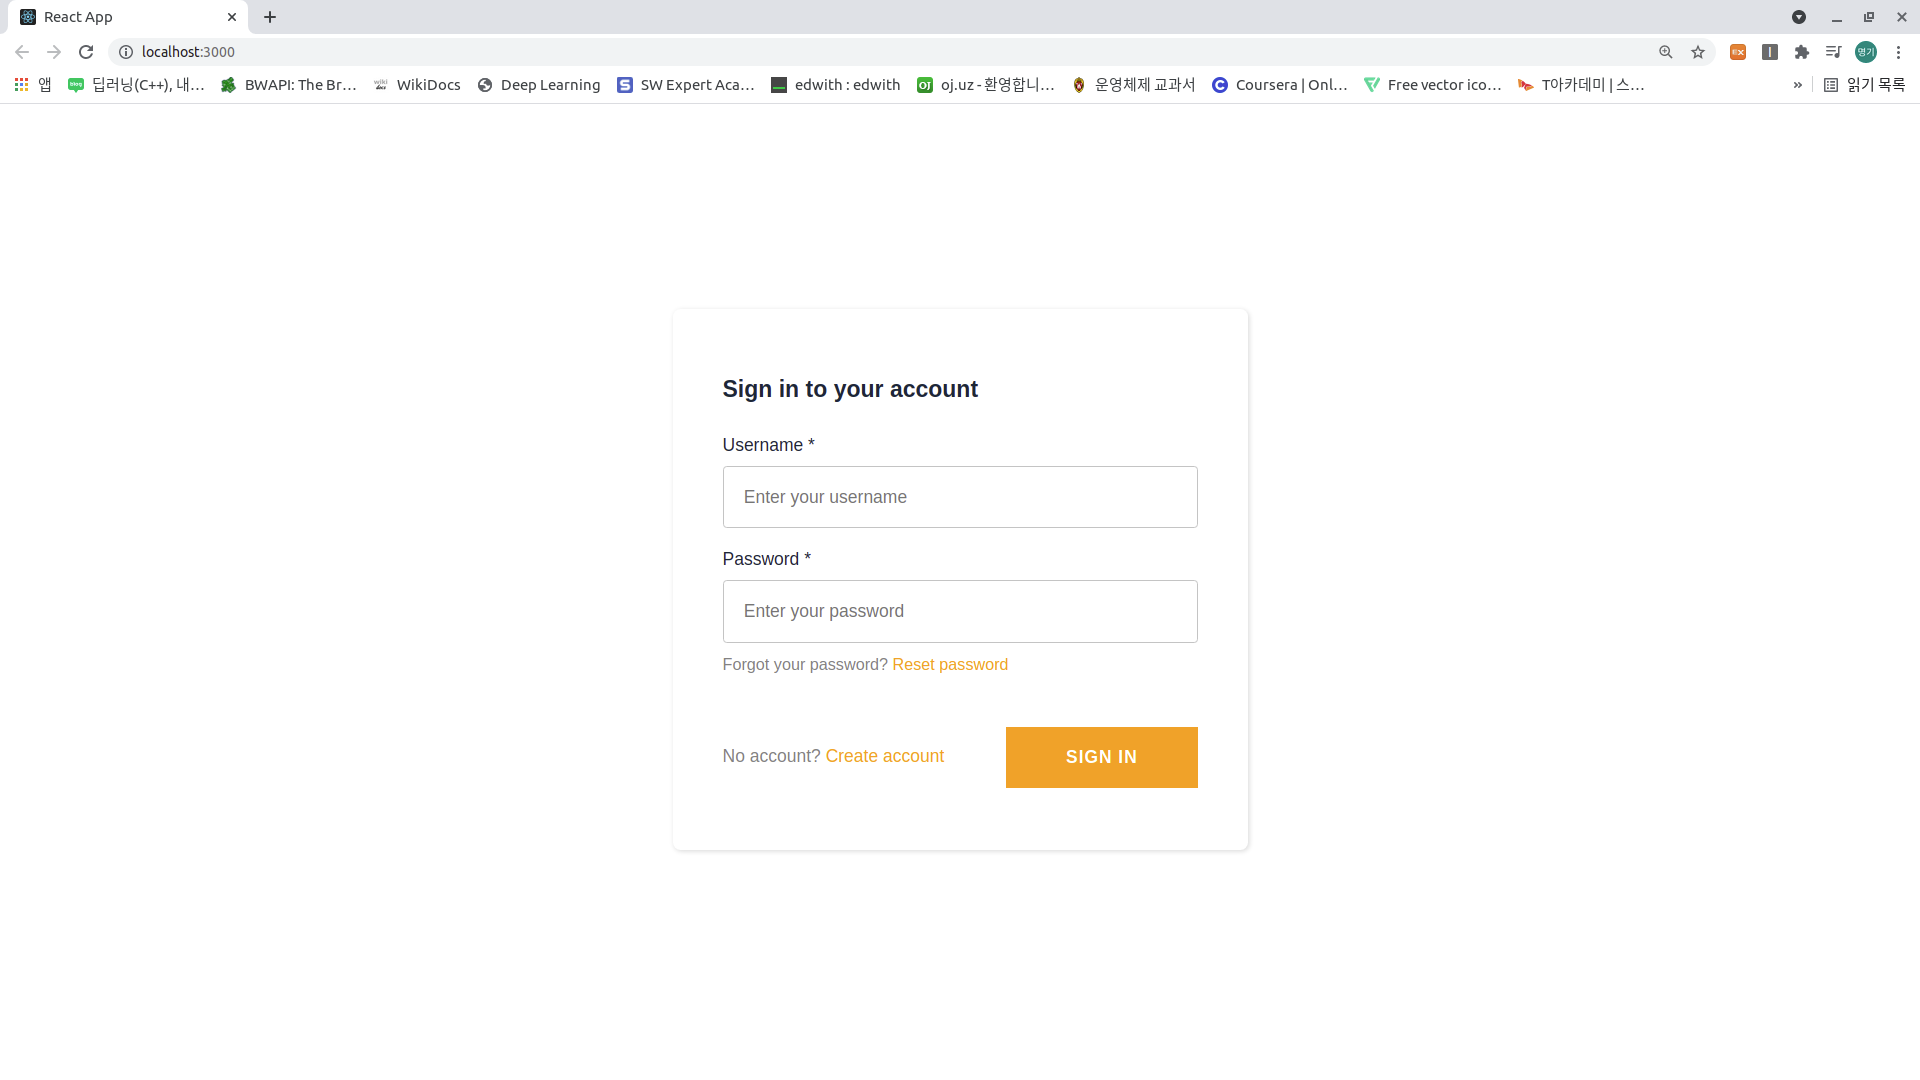 React App
localhost:3000
앱 딥러닝(C++), 내... BWAPI: The Br... WikiDocs Deep Learning SW Expert Aca... edwith : edwith oj.uz - 환영합니... 운영체제 교과서 Coursera | Onl... Free vector ico... T아카데미 | 스... » 읽기 목록
Sign in to your account
Username *
Enter your username
Password *
Enter your password
Forgot your password? Reset password
No account? Create account SIGN IN